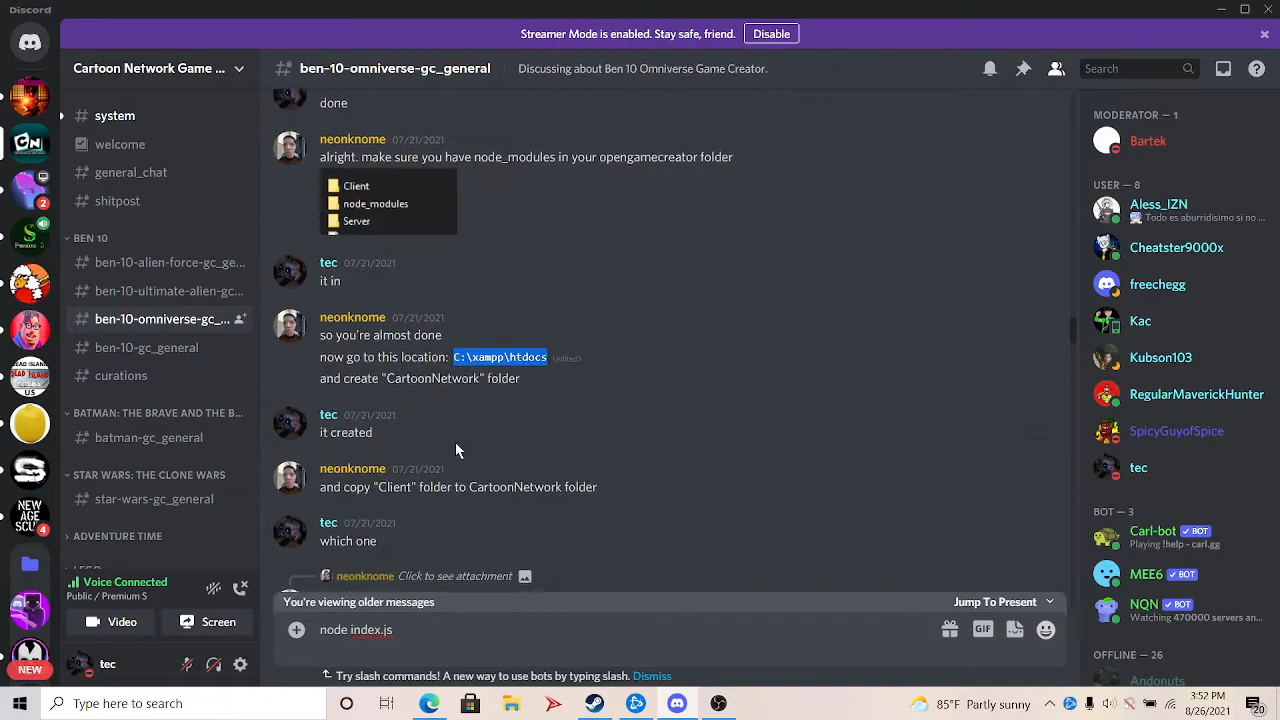 Discord
Streamer Mode is enabled. Stay safe, friend.
Disable
Cartoon Network Game ...
ben-10-omniverse-gc_general
Discussing about Ben 10 Omniverse Game Creator.
Search
system
welcome
general_chat
shitpost
BEN 10
ben-10-alien-force-gc_ge...
ben-10-ultimate-alien-gc...
ben-10-omniverse-gc_...
ben-10-gc_general
curations
BATMAN: THE BRAVE AND THE B...
batman-gc_general
STAR WARS: THE CLONE WARS
star-wars-gc_general
ADVENTURE TIME
2
DEAD ISLAND
US
NEW
AGE
4
NEW
Voice Connected
Public / Premium S
Video
Screen
tec
done
neonknome 07/21/2021
alright. make sure you have node_modules in your opengamecreator folder
Client
node_modules
Server
tec 07/21/2021
it in
neonknome 07/21/2021
so you're almost done
now go to this location: C:\xampp\htdocs (edited)
and create "CartoonNetwork" folder
tec 07/21/2021
it created
neonknome 07/21/2021
and copy "Client" folder to CartoonNetwork folder
tec 07/21/2021
which one
neonknome Click to see attachment
You're viewing older messages
Jump To Present
node index.js
GIF
Try slash commands! A new way to use bots by typing slash. Dismiss
MODERATOR — 1
Bartek
USER — 8
Aless_IZN
Todo es aburridisimo si no ...
Cheatster9000x
freechegg
Kac
Kubson103
RegularMaverickHunter
SpicyGuyofSpice
tec
BOT — 3
Carl-bot BOT
Playing !help - carl.gg
MEE6 BOT
NQN BOT
Watching 470000 servers an...
OFFLINE — 26
Andonuts
Type here to search
85°F Partly sunny
3:52 PM
8/26/2021
20